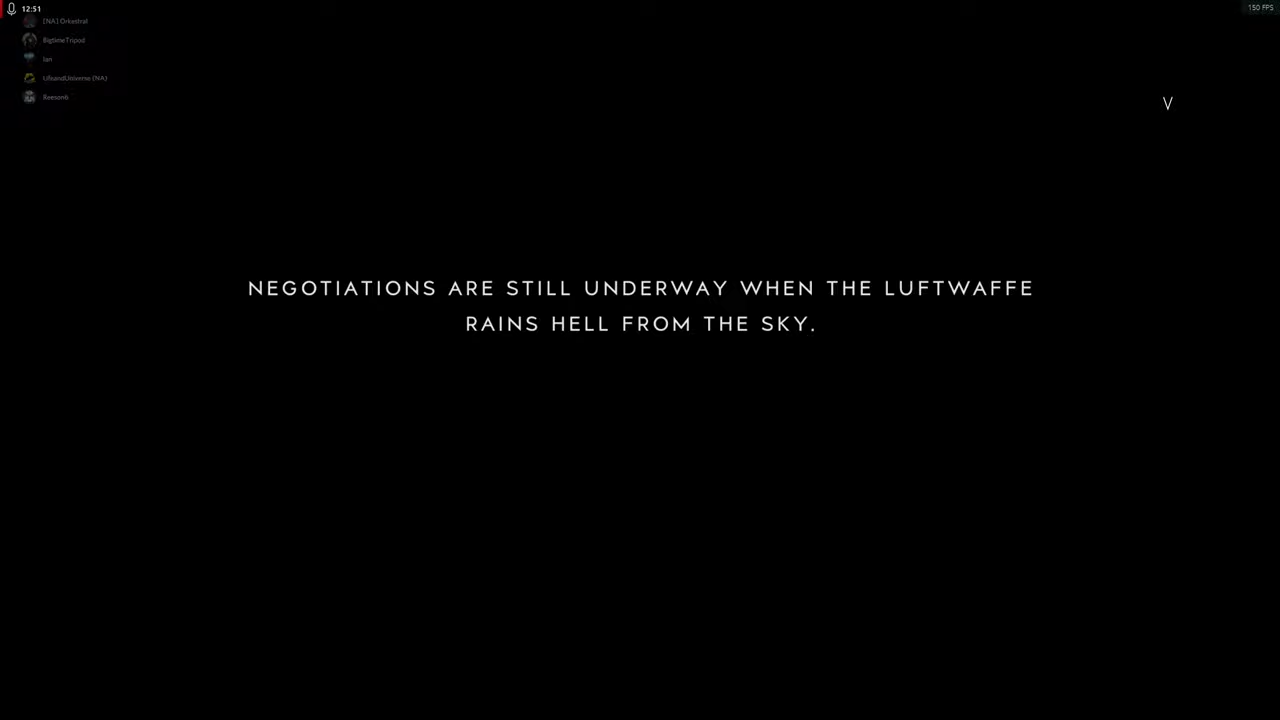 12:51
150 FPS
[NA] Orkestral
BigtimeTripod
Ian
LifeandUniverse (NA)
Reeson6
V
NEGOTIATIONS ARE STILL UNDERWAY WHEN THE LUFTWAFFE
RAINS HELL FROM THE SKY.